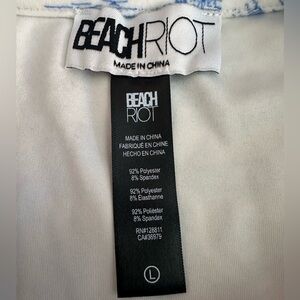 BEACHRIOT
MADE IN CHINA
BEACH
RIOT
MADE IN CHINA
FABRIQUÉ EN CHINE
HECHO EN CHINA
92% Polyester
8% Spandex
92% Polyester
8% Elasthanne
92% Poliéster
8% Spandex
RN#128811
CA#36979
L